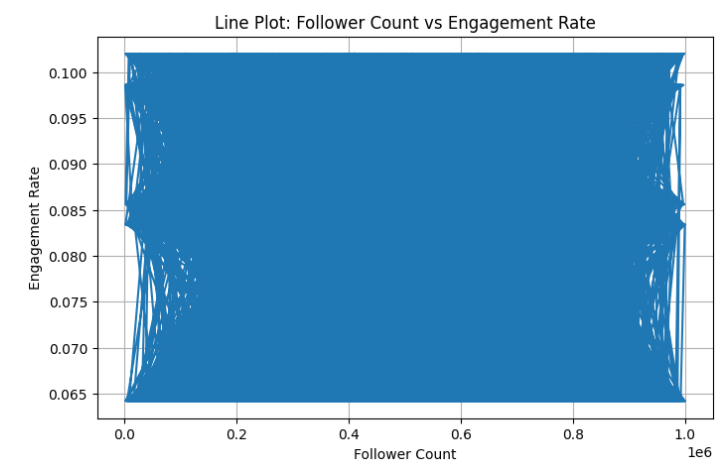 Line Plot: Follower Count vs Engagement Rate
Engagement Rate
0.100
0.095
0.090
0.085
0.080
0.075
0.070
0.065
0.0 0.2 0.4 0.6 0.8 1.0
1e6
Follower Count